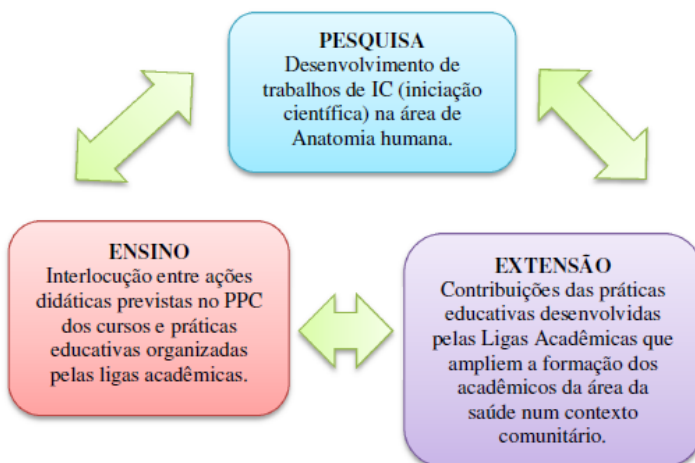 PESQUISA
Desenvolvimento de
trabalhos de IC (iniciação
científica) na área de
Anatomia humana.
ENSINO
Interlocução entre ações
didáticas previstas no PPC
dos cursos e práticas
educativas organizadas
pelas ligas acadêmicas.
EXTENSÃO
Contribuições das práticas
educativas desenvolvidas
pelas Ligas Acadêmicas que
ampliem a formação dos
acadêmicos da área da
saúde num contexto
comunitário.